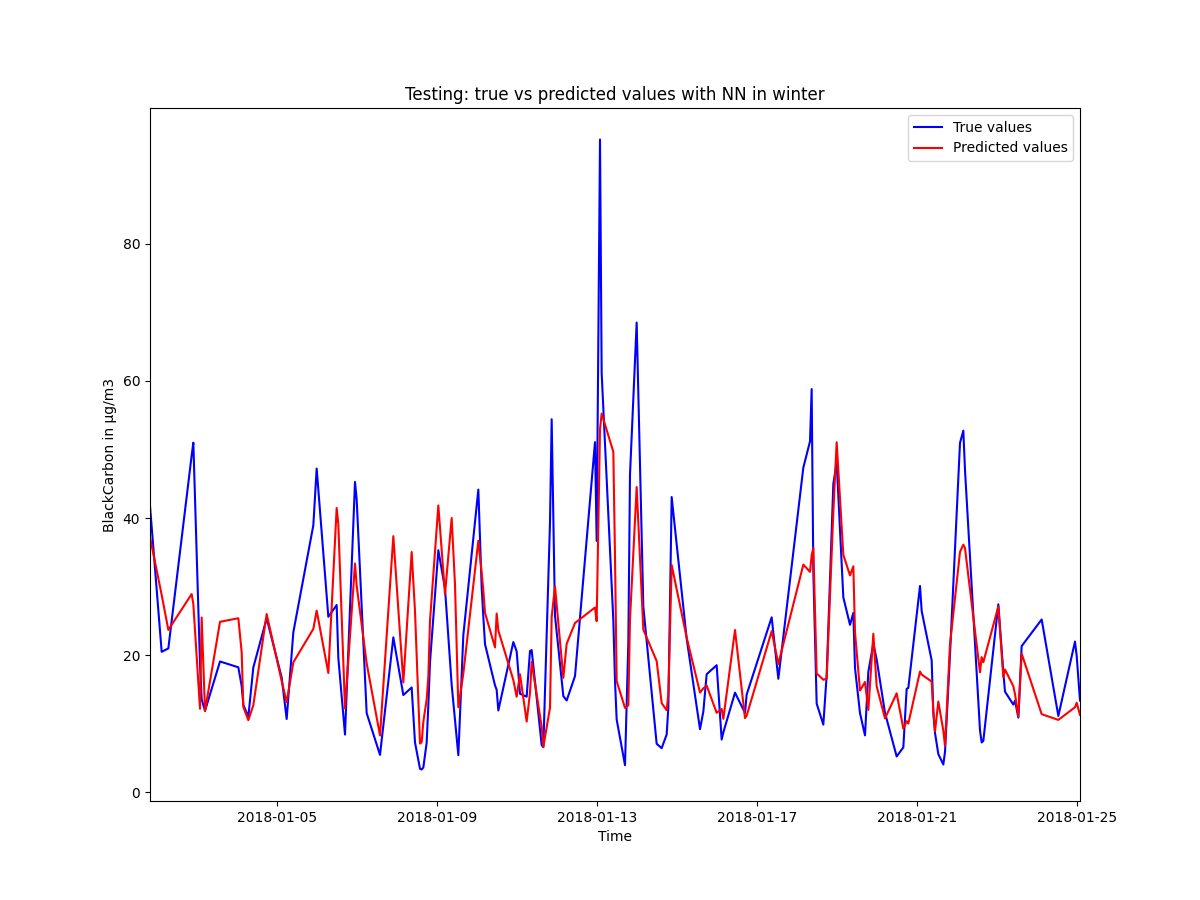 Testing: true vs predicted values with NN in winter
True values
Predicted values
80
60
40
20
0
BlackCarbon in µg/m3
2018-01-05 2018-01-09 2018-01-13 2018-01-17 2018-01-21 2018-01-25
Time